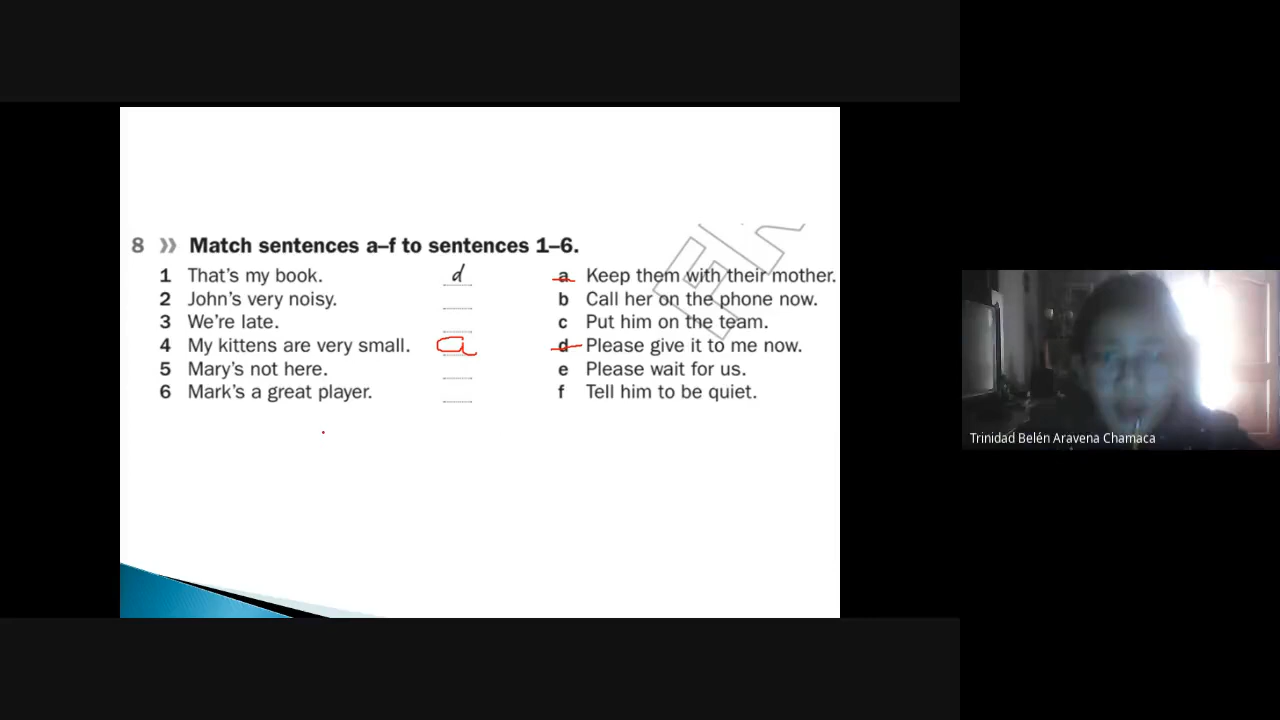 8 » Match sentences a–f to sentences 1–6.
1 That's my book. d a Keep them with their mother.
2 John's very noisy. b Call her on the phone now.
3 We're late. c Put him on the team.
4 My kittens are very small. a d Please give it to me now.
5 Mary's not here. e Please wait for us.
6 Mark's a great player. f Tell him to be quiet.
Trinidad Belén Aravena Chamaca